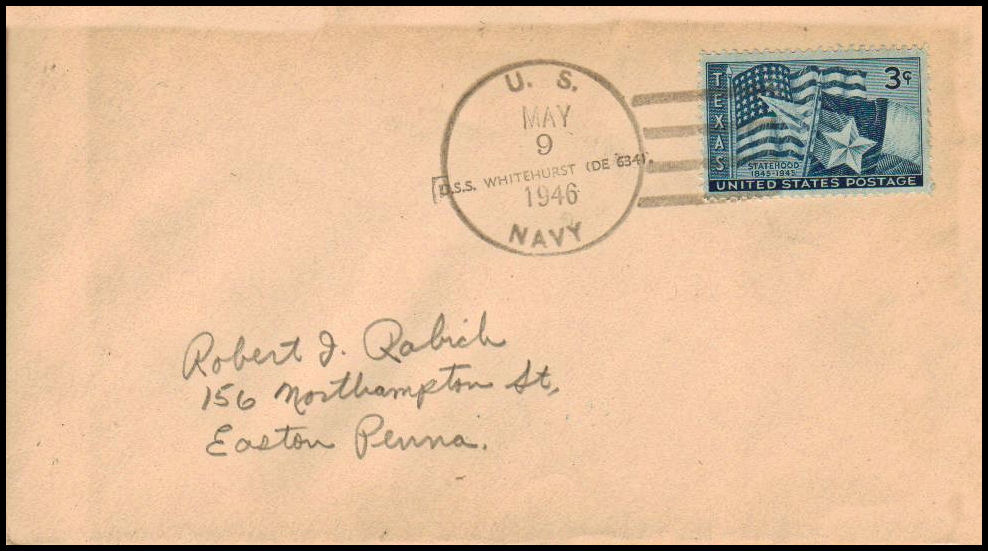 U. S.
MAY
9
U.S.S. WHITEHURST (DE 634).
1946
NAVY
TEXAS
3¢
STATEHOOD
1845-1945
UNITED STATES POSTAGE
Robert J. Rabich
156 Northampton St,
Easton Penna.